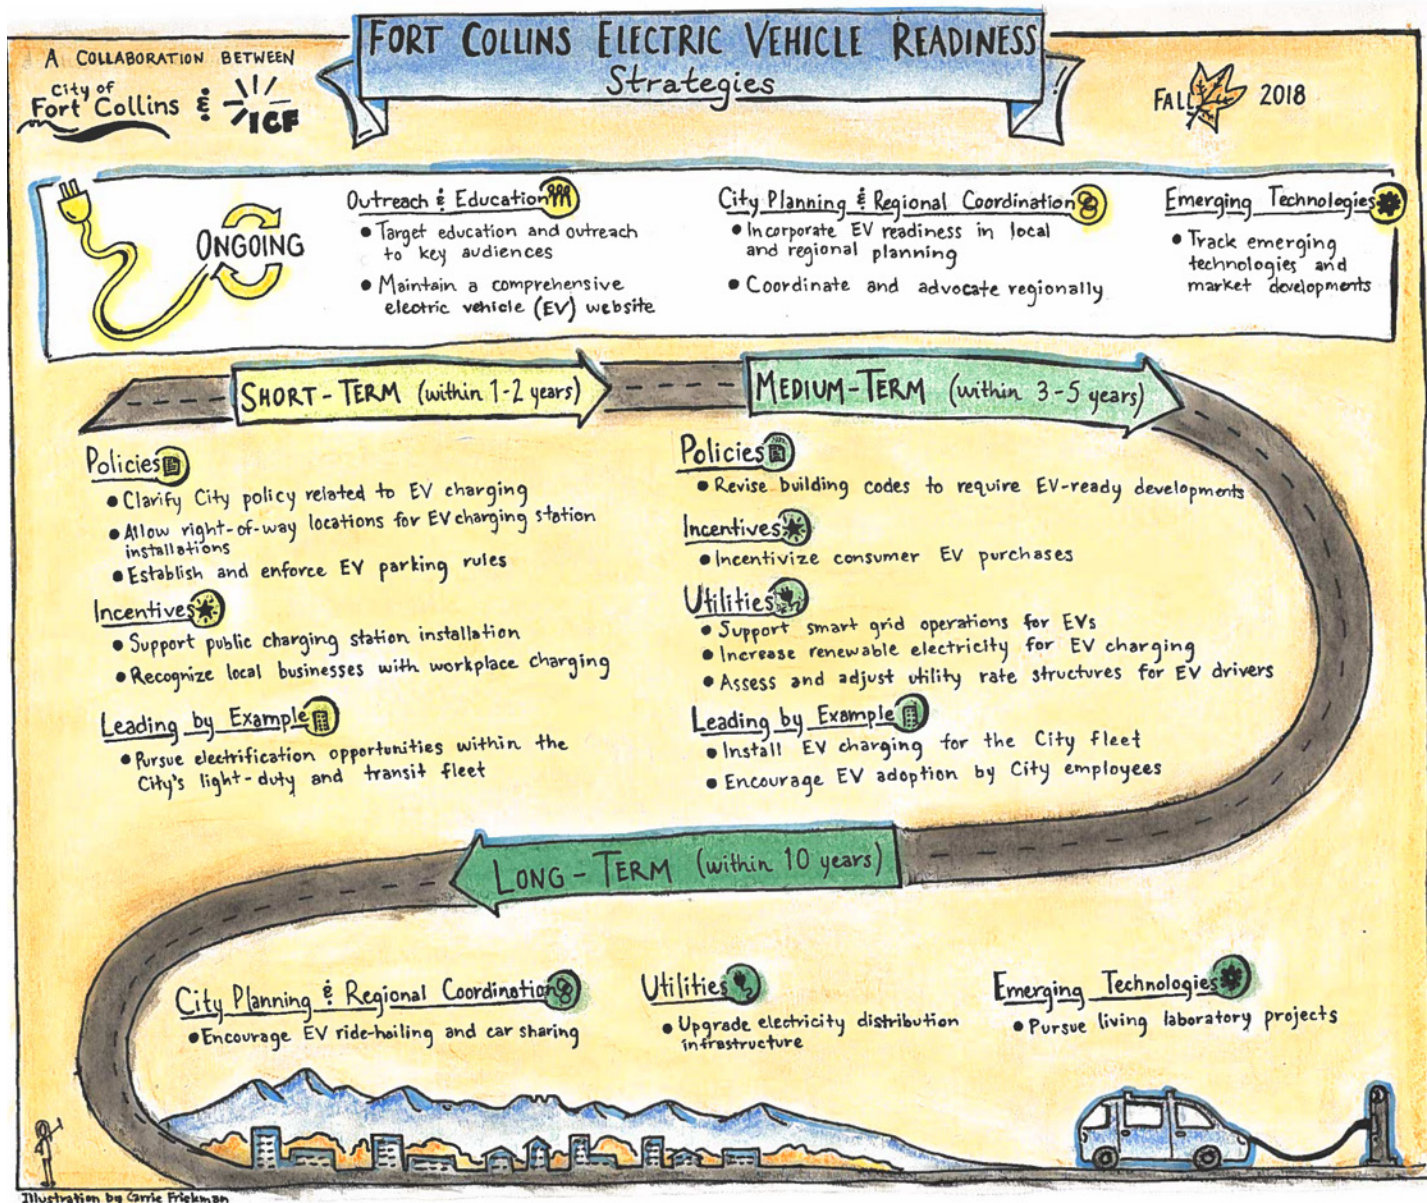 FORT COLLINS ELECTRIC VEHICLE READINESS
Strategies
A COLLABORATION BETWEEN
City of
Fort Collins & ICF
FALL 2018
ONGOING
Outreach & Education
• Target education and outreach
to key audiences
• Maintain a comprehensive
electric vehicle (EV) website
City Planning & Regional Coordination
• Incorporate EV readiness in local
and regional planning
• Coordinate and advocate regionally
Emerging Technologies
• Track emerging
technologies and
market developments
SHORT-TERM (within 1-2 years)
Policies
• Clarify City policy related to EV charging
• Allow right-of-way locations for EV charging station
installations
• Establish and enforce EV parking rules
Incentives
• Support public charging station installation
• Recognize local businesses with workplace charging
Leading by Example
• Pursue electrification opportunities within the
City's light-duty and transit fleet
MEDIUM-TERM (within 3-5 years)
Policies
• Revise building codes to require EV-ready developments
Incentives
• Incentivize consumer EV purchases
Utilities
• Support smart grid operations for EVs
• Increase renewable electricity for EV charging
• Assess and adjust utility rate structures for EV drivers
Leading by Example
• Install EV charging for the City fleet
• Encourage EV adoption by City employees
LONG-TERM (within 10 years)
City Planning & Regional Coordination
• Encourage EV ride-hailing and car sharing
Utilities
• Upgrade electricity distribution
infrastructure
Emerging Technologies
• Pursue living laboratory projects
Illustration by Carrie Frickman